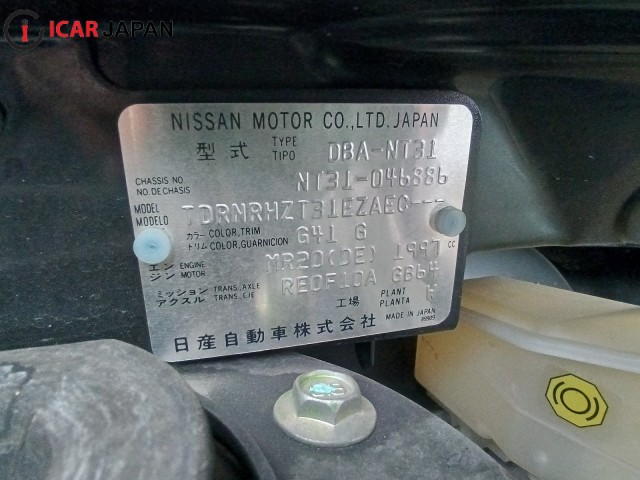 ICAR JAPAN
NISSAN MOTOR CO.,LTD.JAPAN
型式 TYPE TIPO DBA-NT31
CHASSIS NO NO.DECHASIS NT31-046886
MODEL MODELO TDRNRHZT31EZAEC---
カラー トリム COLOR,TRIM COLOR,GUARNICION G41 G
エンジン ENGINE MOTOR MR20(DE) 1997 CC
ミッション アクスル TRANS.,AXLE TRANS.,EJE RE0F10A GB64
工場 PLANT PLANTA K
日産自動車株式会社 MADE IN JAPAN